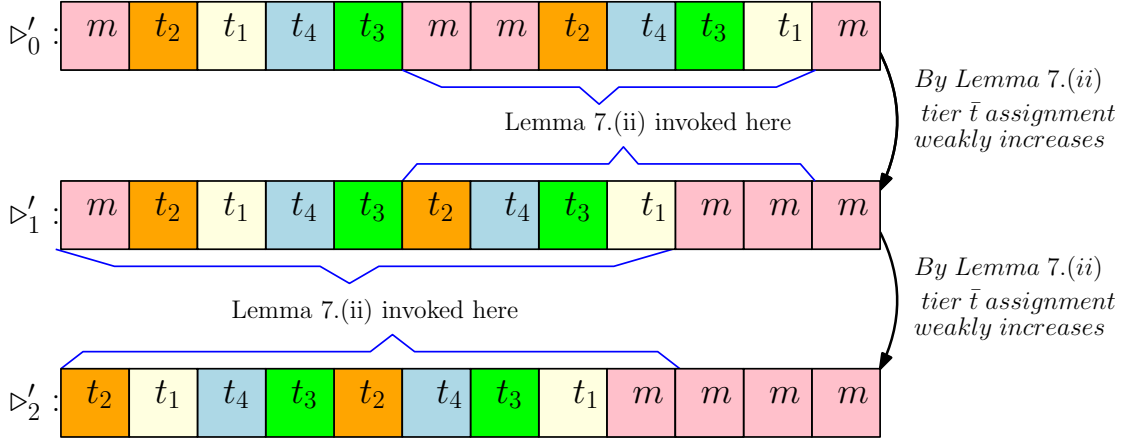 ▷′₀ : m t₂ t₁ t₄ t₃ m m t₂ t₄ t₃ t₁ m
By Lemma 7.(ii)
tier t̄ assignment
weakly increases
Lemma 7.(ii) invoked here
▷′₁ : m t₂ t₁ t₄ t₃ t₂ t₄ t₃ t₁ m m m
By Lemma 7.(ii)
tier t̄ assignment
weakly increases
Lemma 7.(ii) invoked here
▷′₂ : t₂ t₁ t₄ t₃ t₂ t₄ t₃ t₁ m m m m